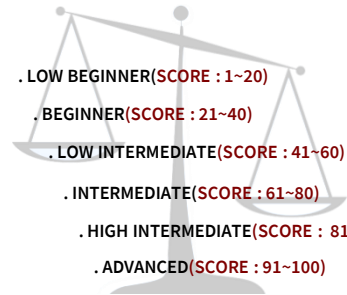 . LOW BEGINNER(SCORE : 1~20)
. BEGINNER(SCORE : 21~40)
. LOW INTERMEDIATE(SCORE : 41~60)
. INTERMEDIATE(SCORE : 61~80)
. HIGH INTERMEDIATE(SCORE : 81
. ADVANCED(SCORE : 91~100)